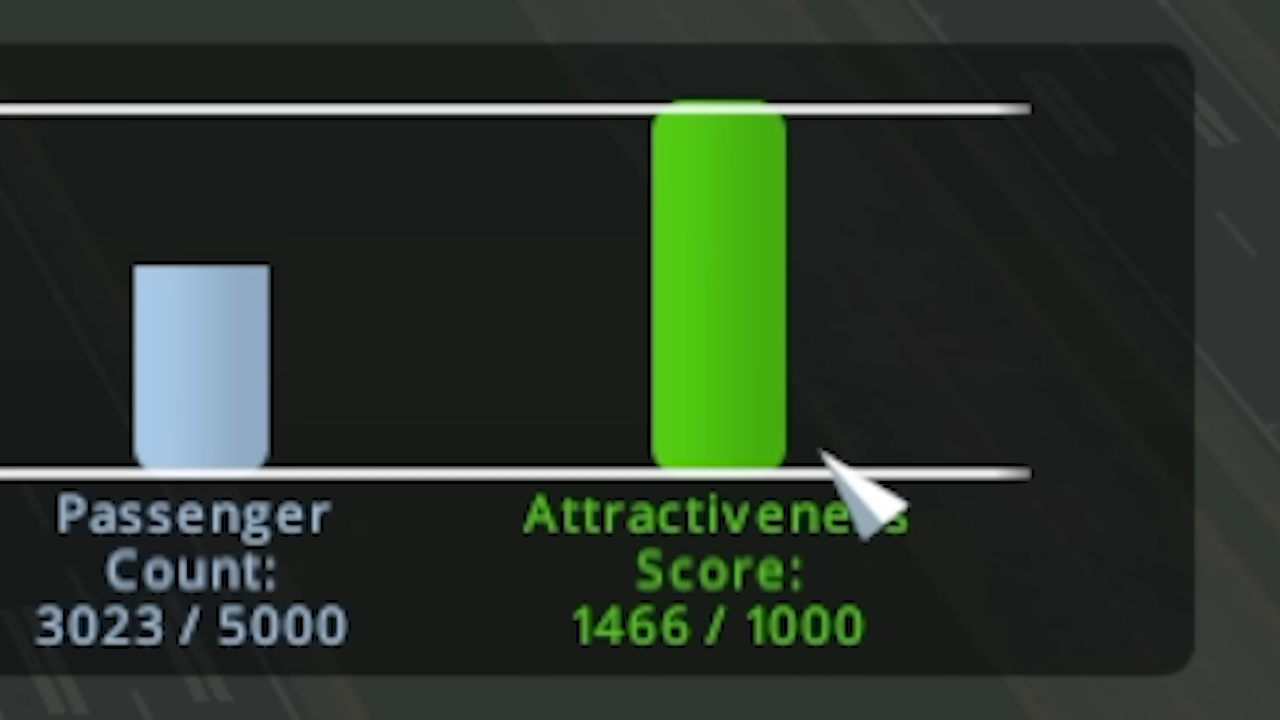 Passenger
Count:
3023 / 5000
Attractiveness
Score:
1466 / 1000